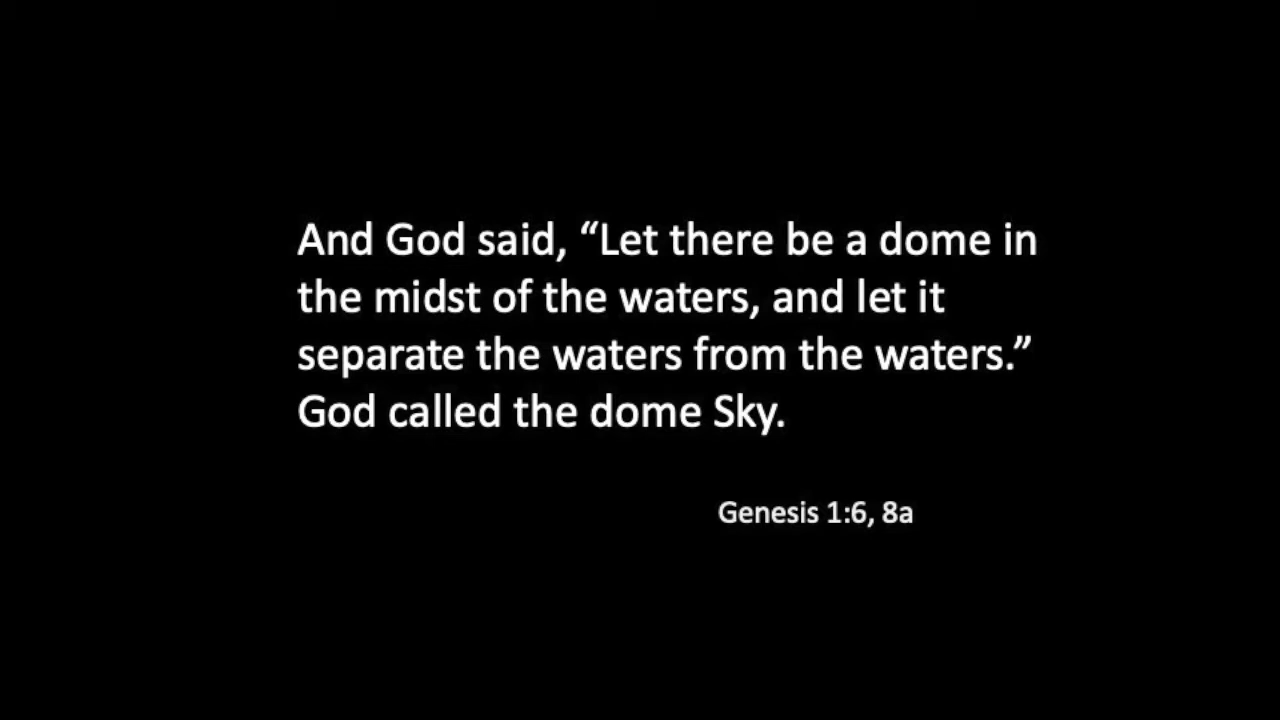 And God said, “Let there be a dome in
the midst of the waters, and let it
separate the waters from the waters.”
God called the dome Sky.
Genesis 1:6, 8a